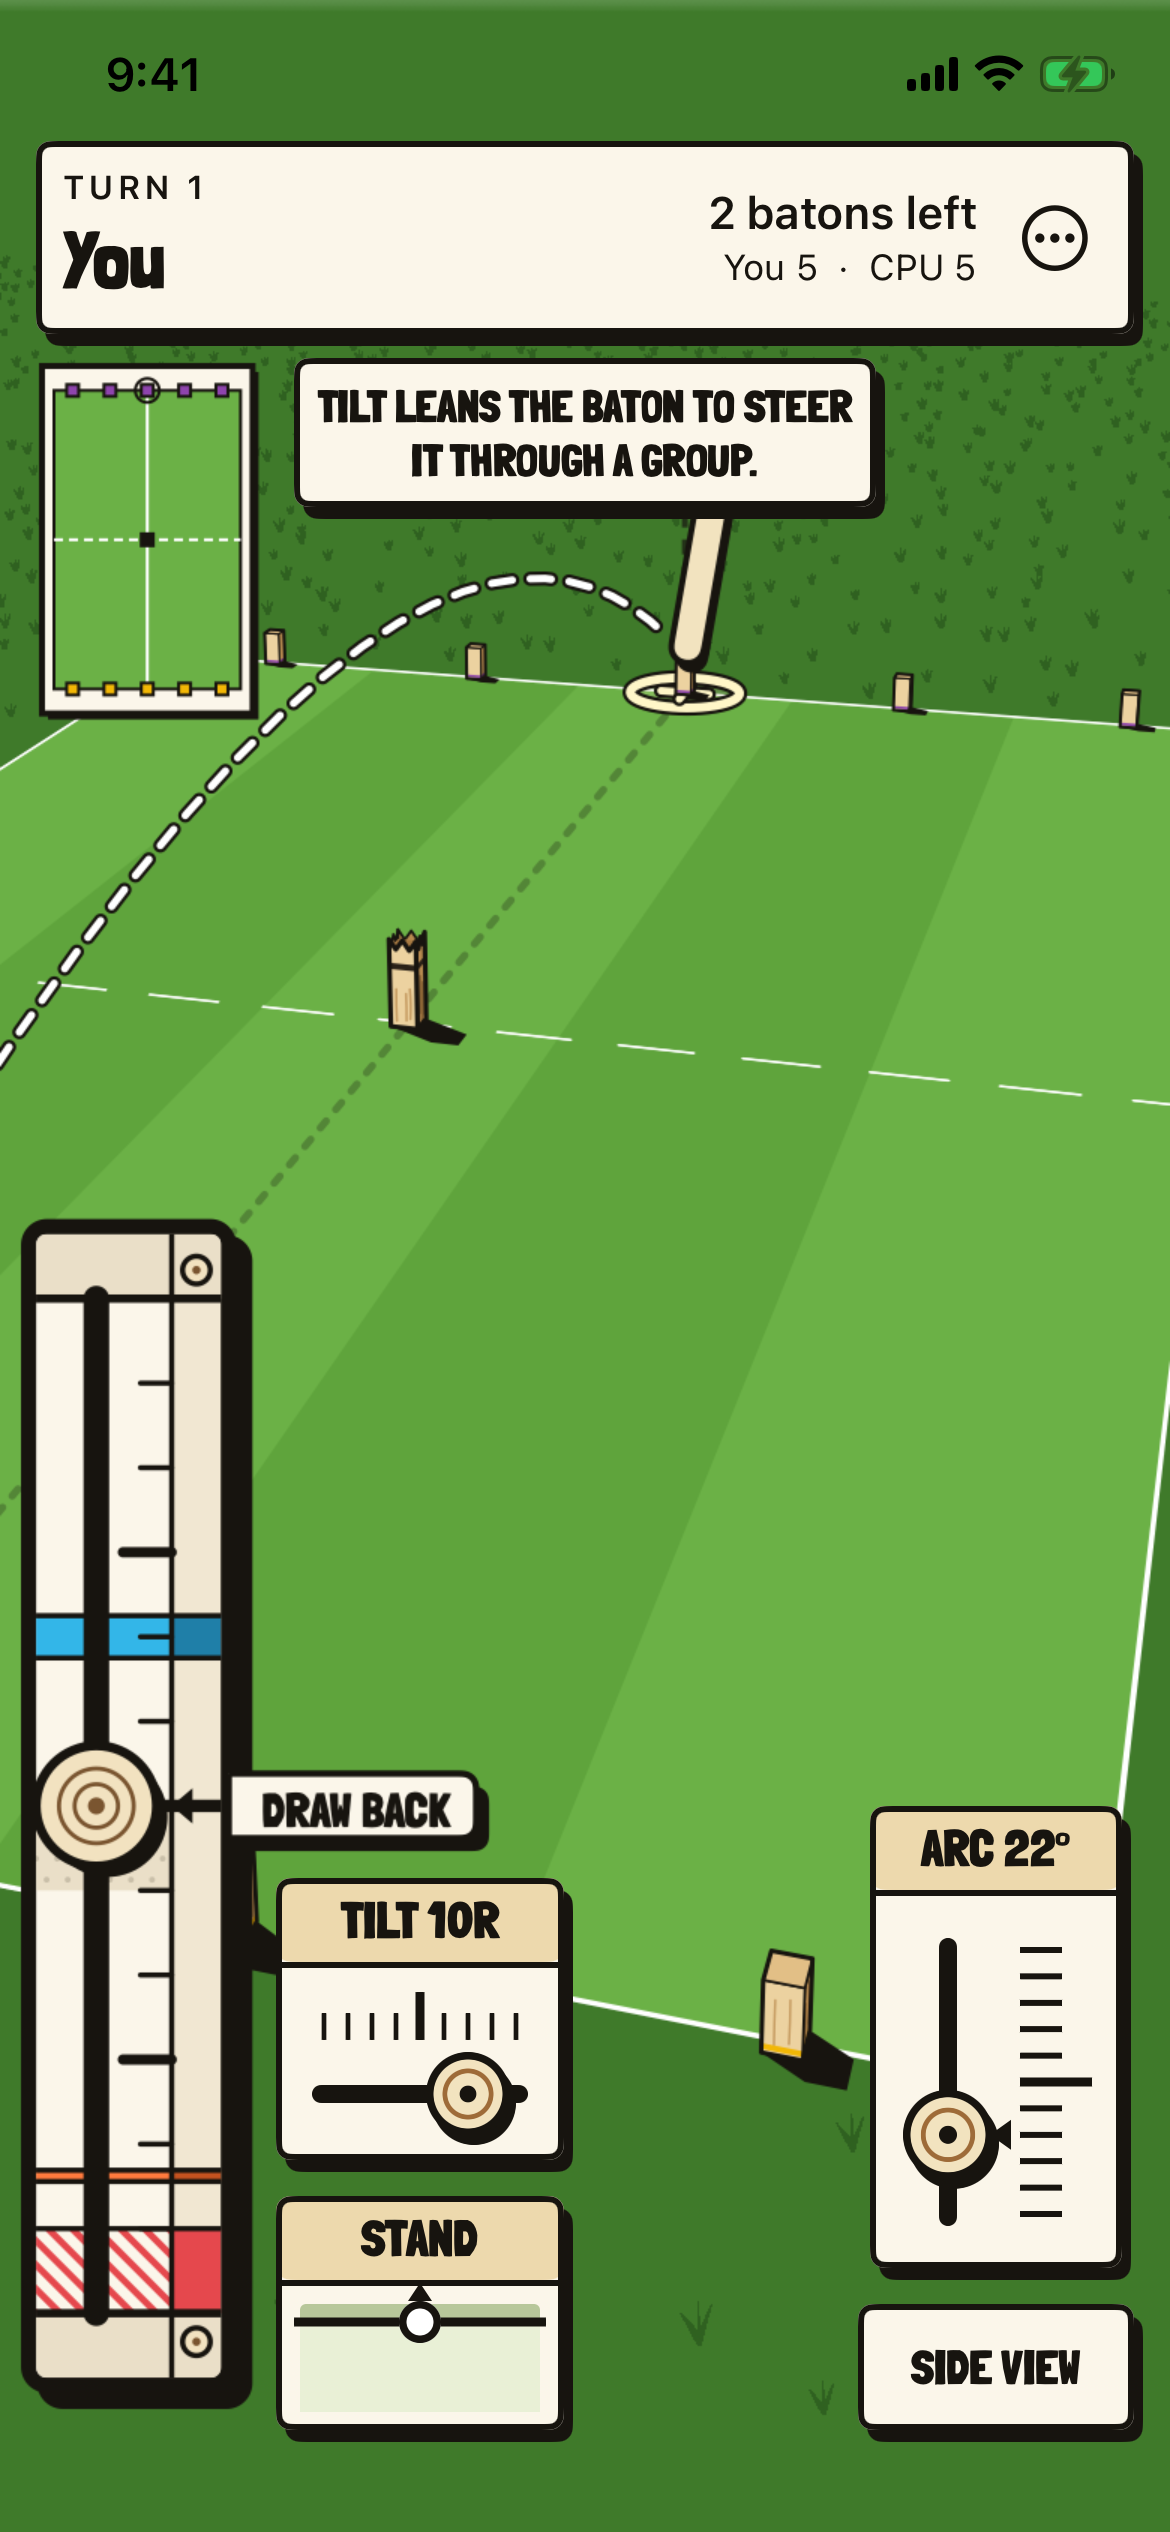 9:41
TURN 1
You
2 batons left
You 5 · CPU 5
TILT LEANS THE BATON TO STEER
IT THROUGH A GROUP.
DRAW BACK
ARC 22°
TILT 10R
STAND
SIDE VIEW